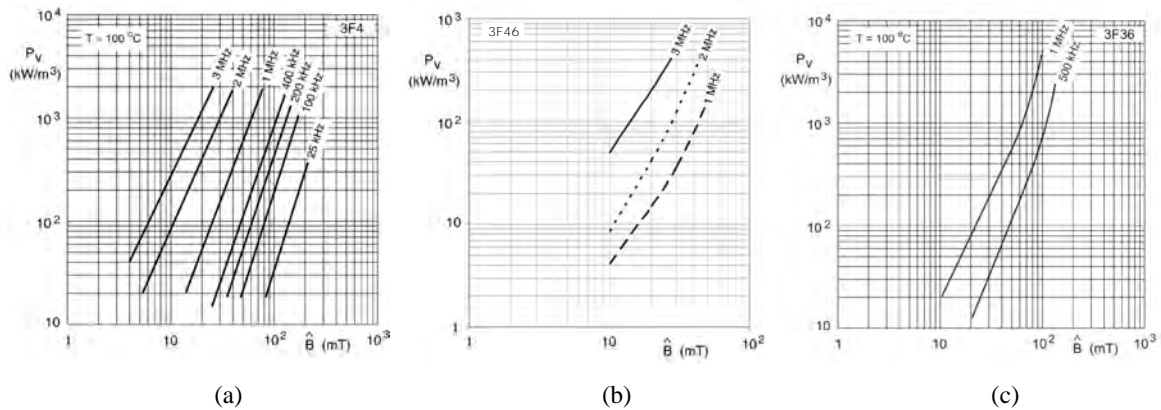 10⁴
P_V
(kW/m³)
10³
10²
10
T = 100 °C
3F4
3 MHz
2 MHz
1 MHz
400 kHz
200 kHz
100 kHz
25 kHz
1
10
10²
B̂ (mT)
10³
(a)
10³
P_V
(kW/m³)
10²
10
1
3F46
3 MHz
2 MHz
1 MHz
1
10
B̂ (mT)
10²
(b)
10⁴
P_V
(kW/m³)
10³
10²
10
T = 100 °C
3F36
1 MHz
500 kHz
1
10
10²
B̂ (mT)
10³
(c)